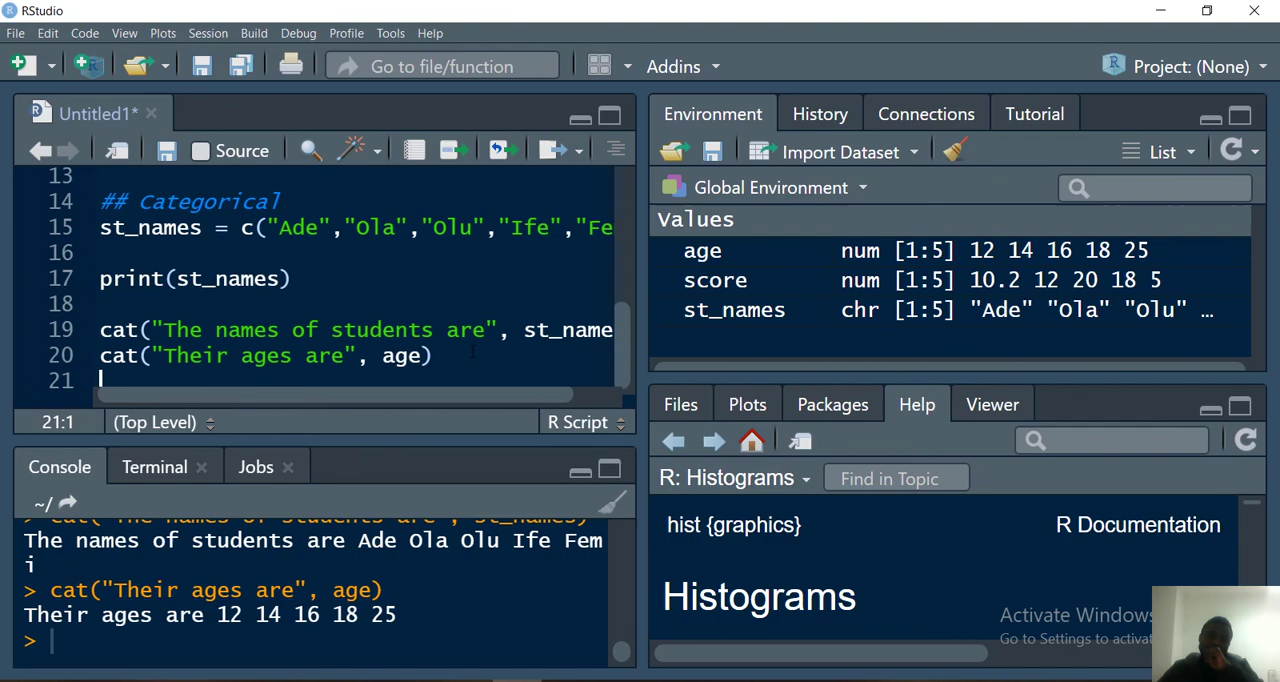 RStudio
File Edit Code View Plots Session Build Debug Profile Tools Help
Go to file/function Addins Project: (None)
Untitled1*
Source
13
14 ## Categorical
15 st_names = c("Ade","Ola","Olu","Ife","Fe
16
17 print(st_names)
18
19 cat("The names of students are", st_name
20 cat("Their ages are", age)
21
21:1 (Top Level) R Script
Console Terminal Jobs
~/
> cat("The names of students are", st_names)
The names of students are Ade Ola Olu Ife Fem
i
> cat("Their ages are", age)
Their ages are 12 14 16 18 25
>
Environment History Connections Tutorial
Import Dataset List
Global Environment
Values
age num [1:5] 12 14 16 18 25
score num [1:5] 10.2 12 20 18 5
st_names chr [1:5] "Ade" "Ola" "Olu" ...
Files Plots Packages Help Viewer
R: Histograms Find in Topic
hist {graphics} R Documentation
Histograms
Activate Windows
Go to Settings to activat